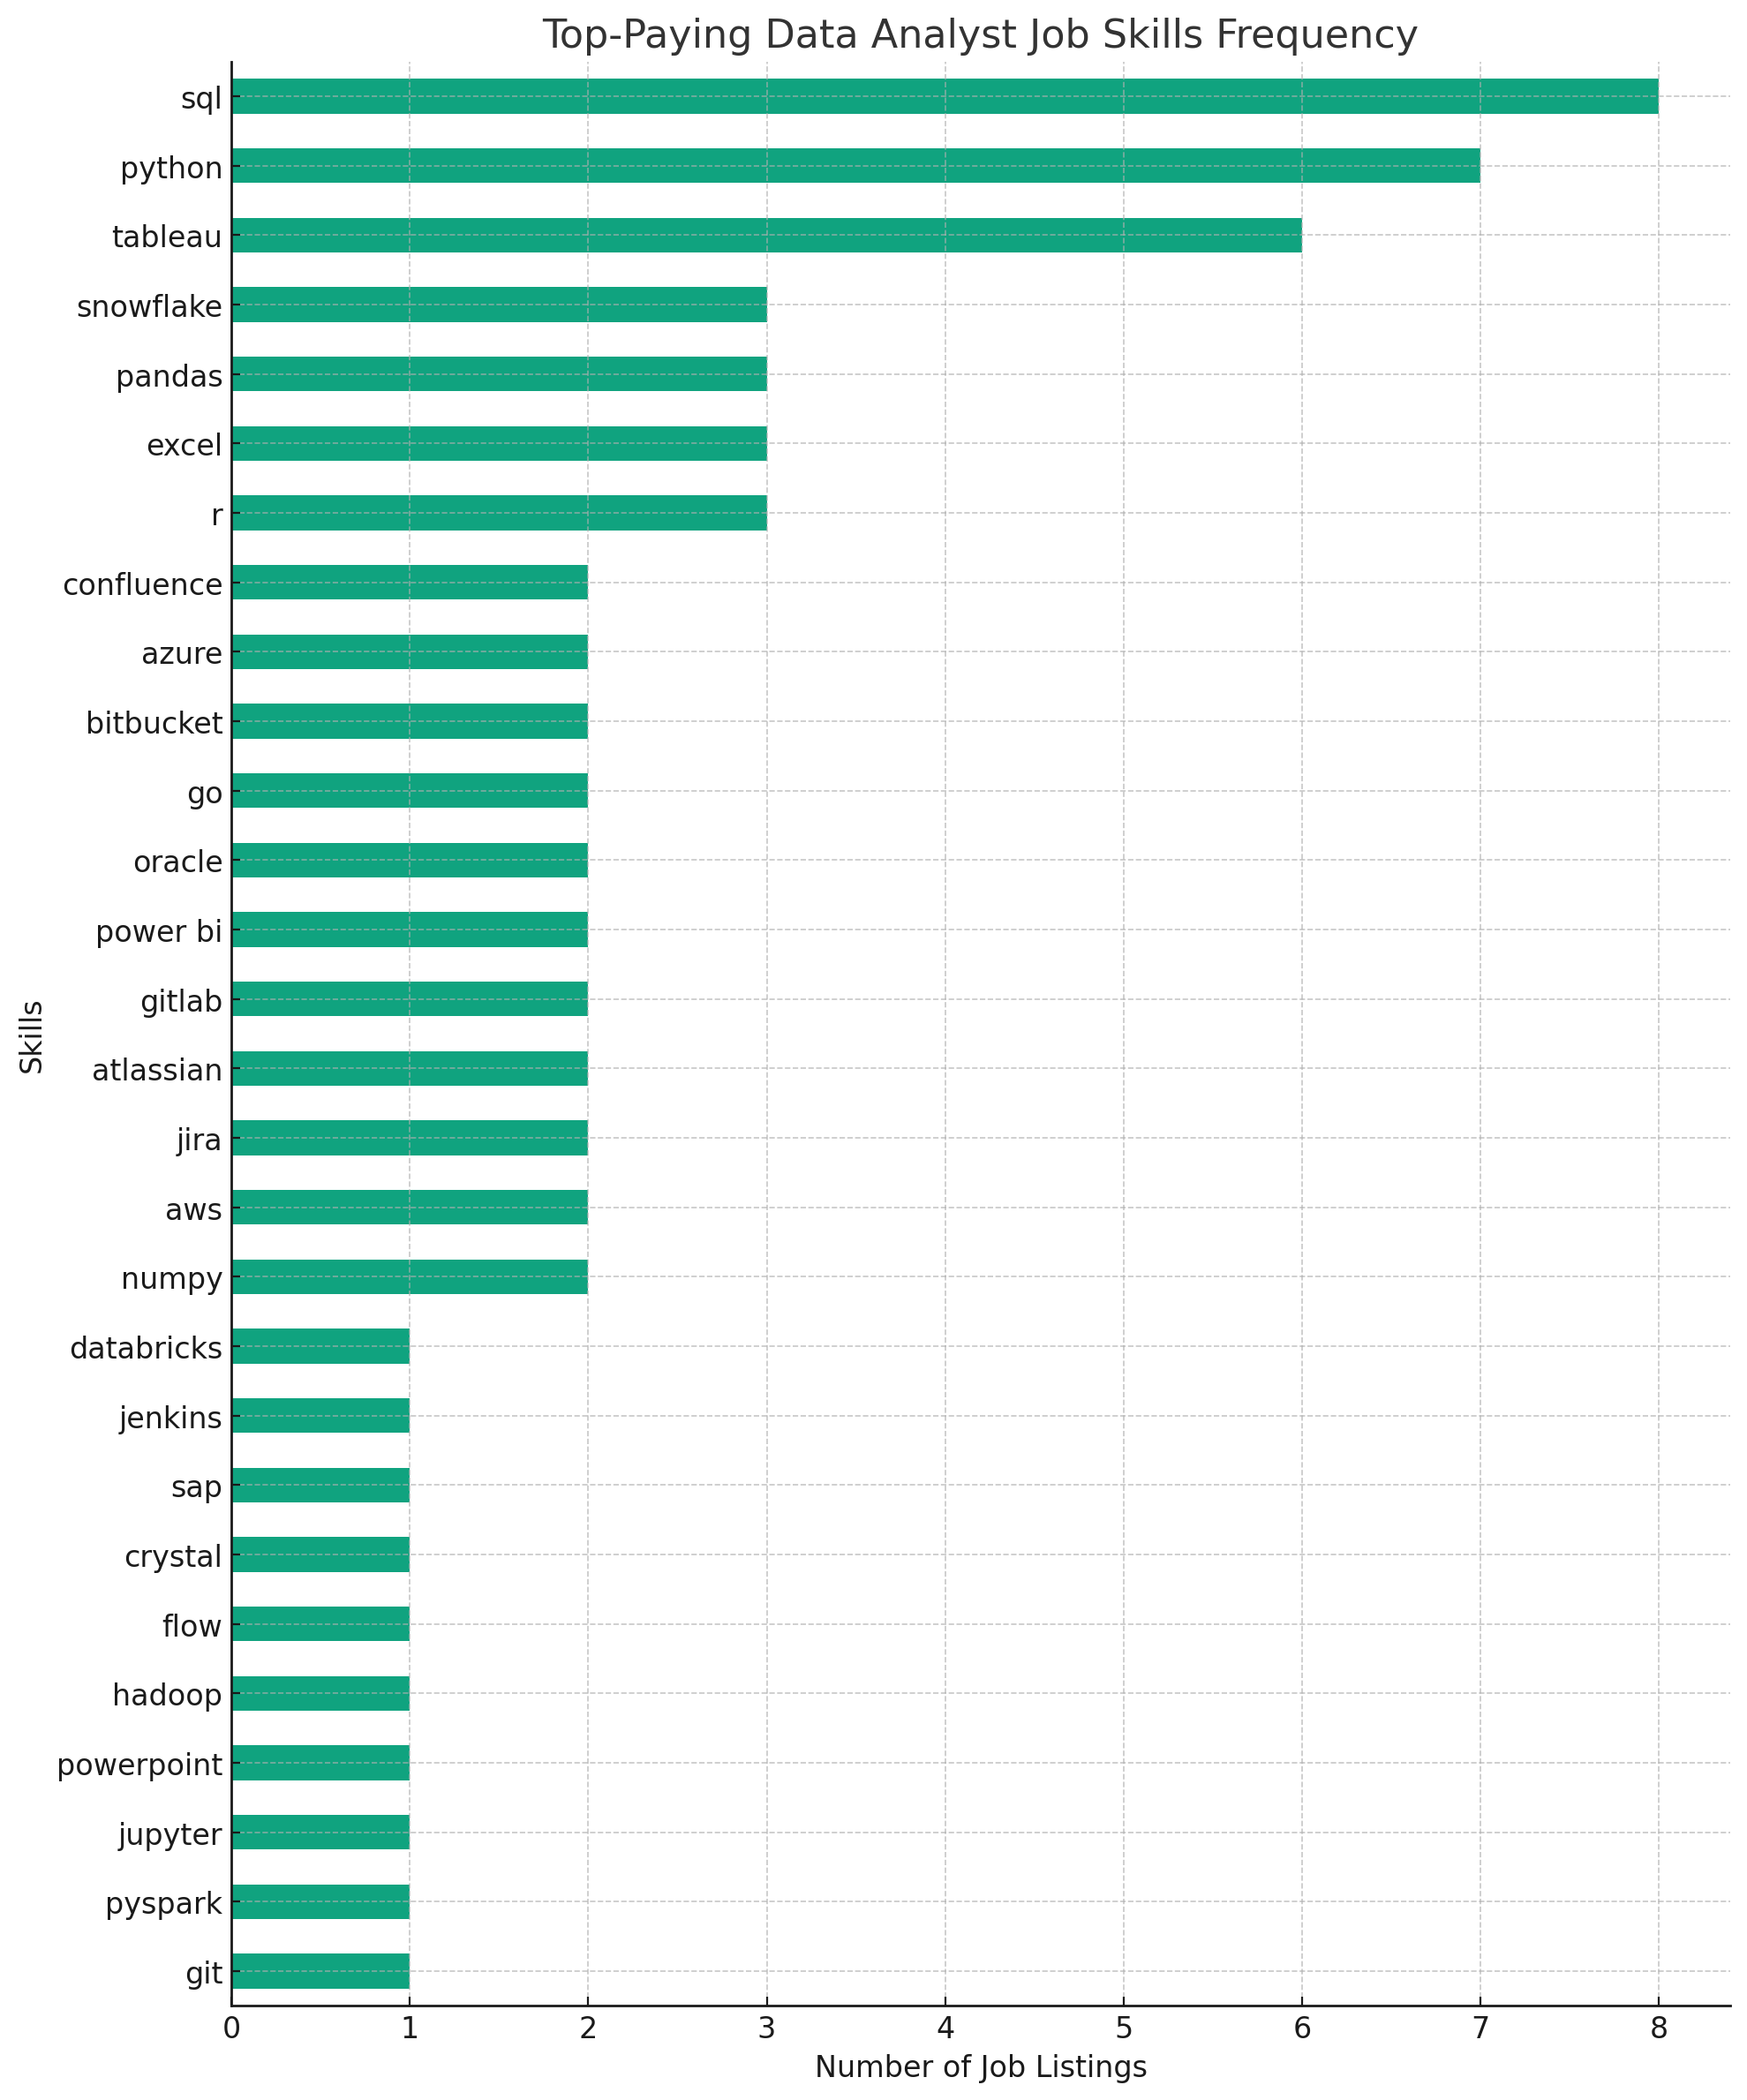 Top-Paying Data Analyst Job Skills Frequency
sql
python
tableau
snowflake
pandas
excel
r
confluence
azure
bitbucket
go
oracle
power bi
gitlab
atlassian
jira
aws
numpy
databricks
jenkins
sap
crystal
flow
hadoop
powerpoint
jupyter
pyspark
git
Skills
0 1 2 3 4 5 6 7 8
Number of Job Listings